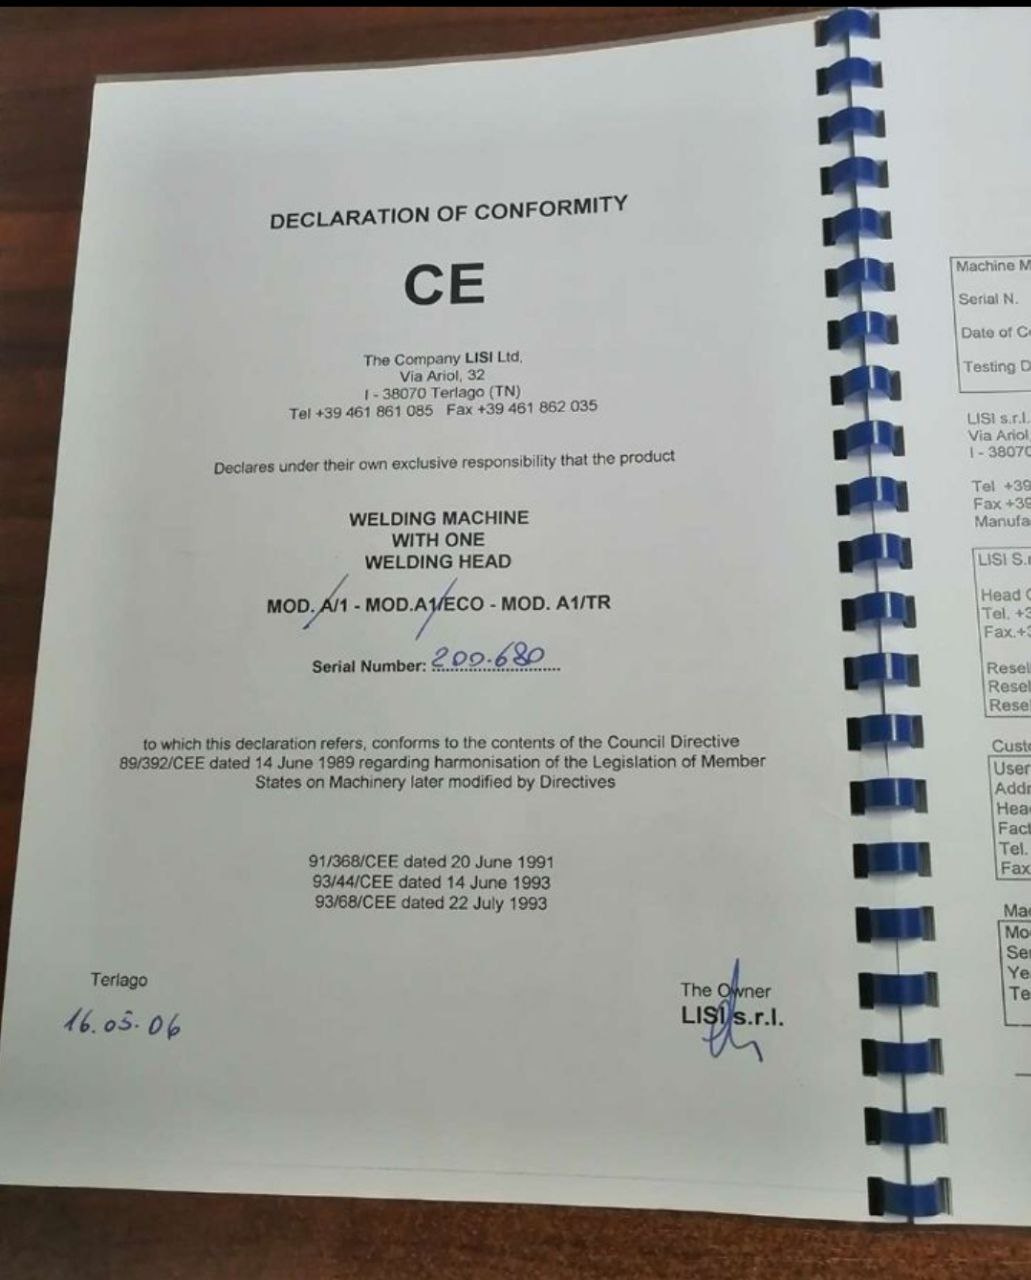 DECLARATION OF CONFORMITY
CE
The Company LISI Ltd,
Via Ariol, 32
I - 38070 Terlago (TN)
Tel +39 461 861 085 Fax +39 461 862 035
Declares under their own exclusive responsibility that the product
WELDING MACHINE
WITH ONE
WELDING HEAD
MOD. A/1 - MOD.A1/ECO - MOD. A1/TR
Serial Number: 200.680
to which this declaration refers, conforms to the contents of the Council Directive
89/392/CEE dated 14 June 1989 regarding harmonisation of the Legislation of Member
States on Machinery later modified by Directives
91/368/CEE dated 20 June 1991
93/44/CEE dated 14 June 1993
93/68/CEE dated 22 July 1993
Terlago
16.05.06
The Owner
LISI s.r.l.
Machine M
Serial N.
Date of C
Testing D
LISI s.r.l.
Via Ariol
I - 38070
Tel +39
Fax +39
Manufa
LISI S.r
Head
Tel. +3
Fax.+3
Resel
Resel
Rese
Custo
User
Addr
Hea
Fact
Tel.
Fax
Mac
Mo
Ser
Ye
Te